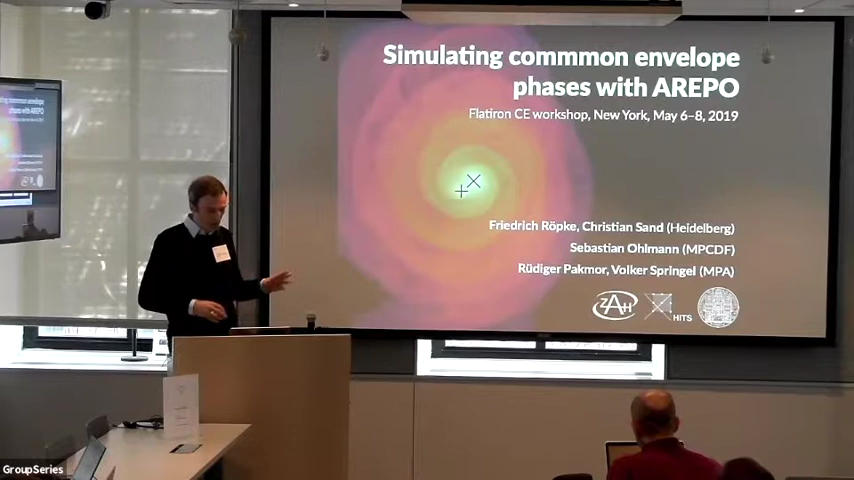 Simulating commmon envelope
phases with AREPO
Flatiron CE workshop, New York, May 6–8, 2019
Friedrich Röpke, Christian Sand (Heidelberg)
Sebastian Ohlmann (MPCDF)
Rüdiger Pakmor, Volker Springel (MPA)
ZAH
HITS
GroupSeries